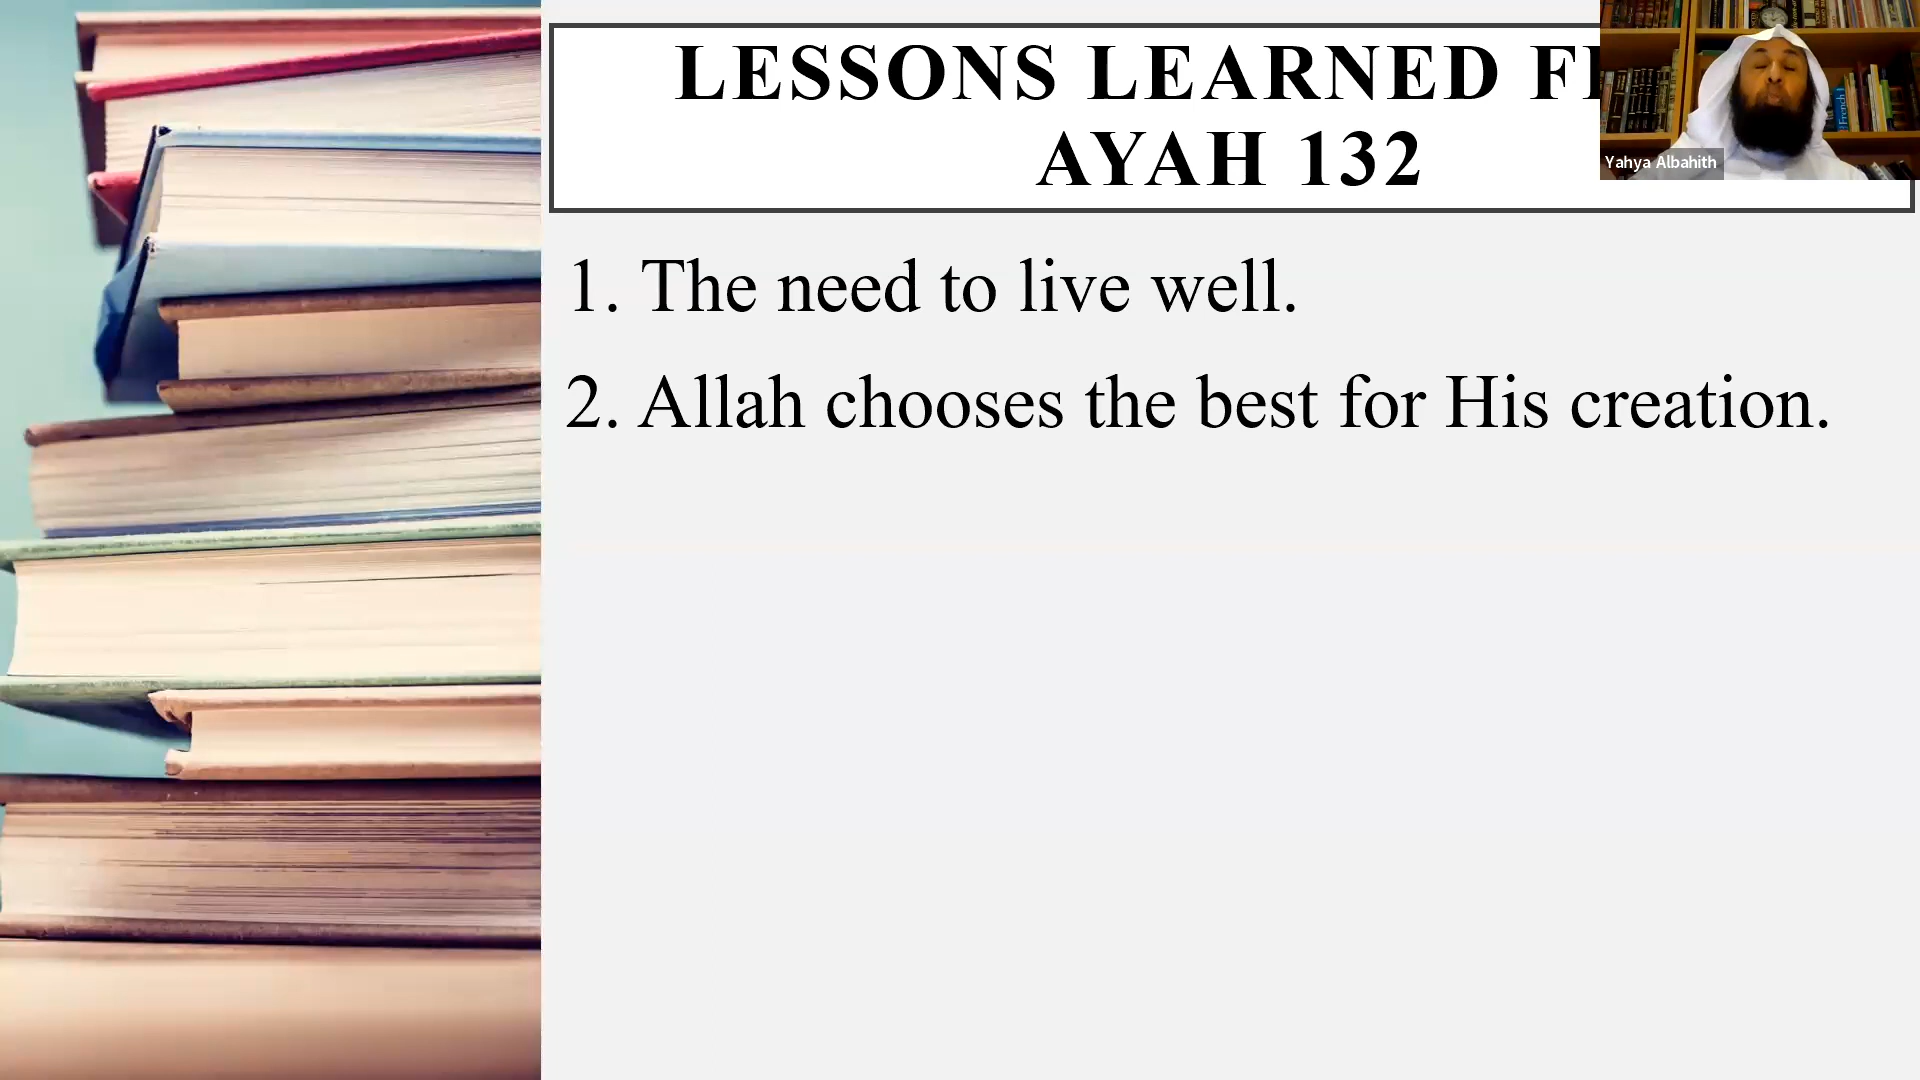 LESSONS LEARNED
AYAH 132
Yahya Albahith
1. The need to live well.
2. Allah chooses the best for His creation.